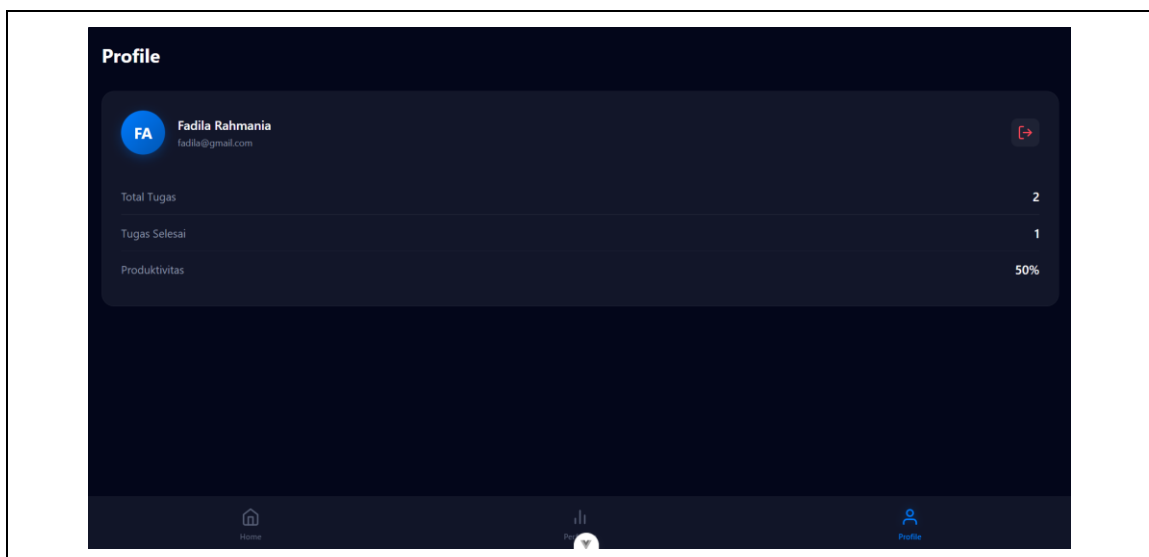 Profile
FA
Fadila Rahmania
fadila@gmail.com
Total Tugas 2
Tugas Selesai 1
Produktivitas 50%
Home
Profile